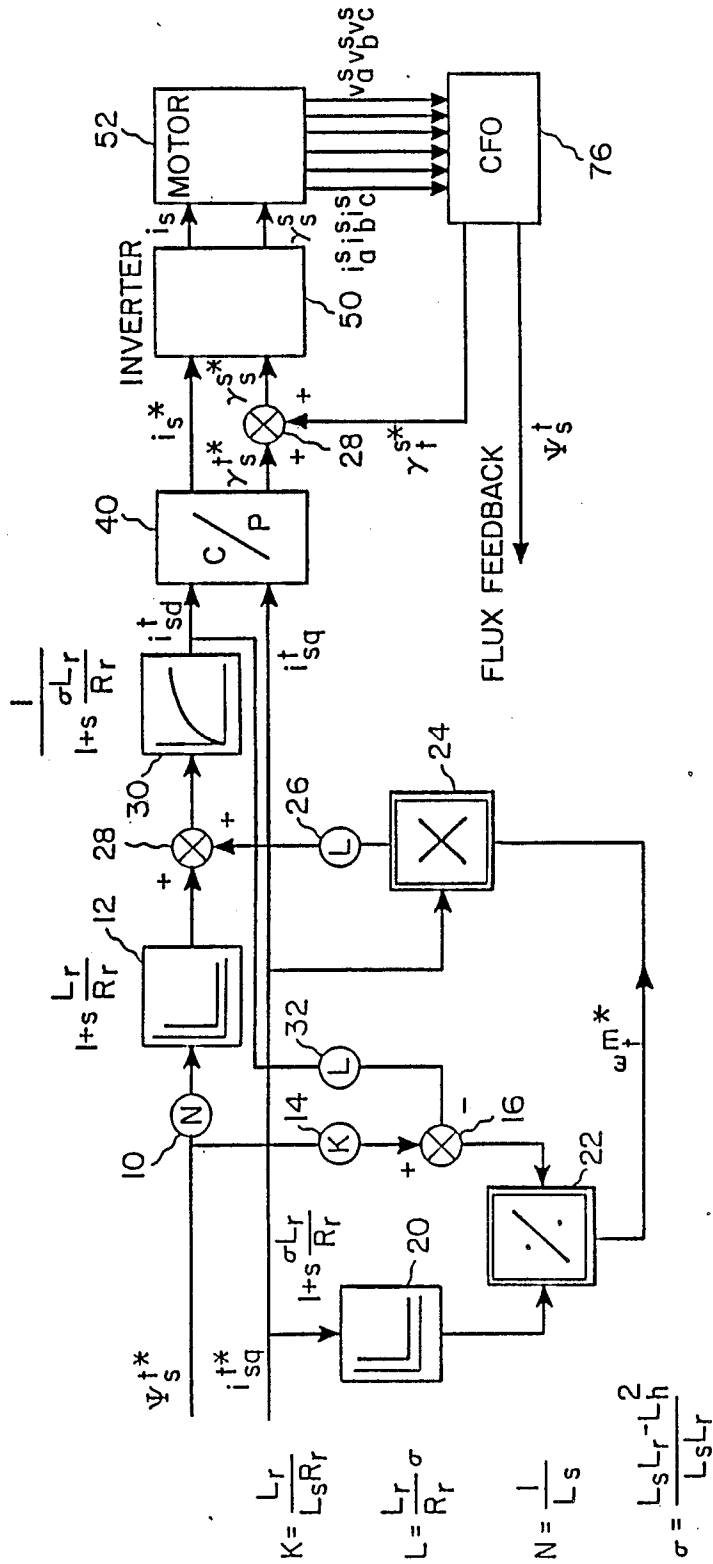 Ψ_s^t*
i_sq^t*
10
N
12
1+s L_r/R_r
28
+
+
30
1/(1+s σL_r/R_r)
i_sd^t
i_sq^t
40
C/P
i_s*
γ_s^t*
γ_s^s*
28
+
+
γ_t^s*
INVERTER
50
i_s
γ_s^s
52
MOTOR
i_a^s i_b^s i_c^s
v_a^s v_b^s v_c^s
CFO
76
FLUX FEEDBACK
Ψ_s^t
14
K
32
L
+
-
16
1+s σL_r/R_r
20
22
ω_t^m*
24
26
L
K = L_r/(L_s R_r)
L = L_r/R_r σ
N = 1/L_s
σ = (L_s L_r - L_h^2)/(L_s L_r)